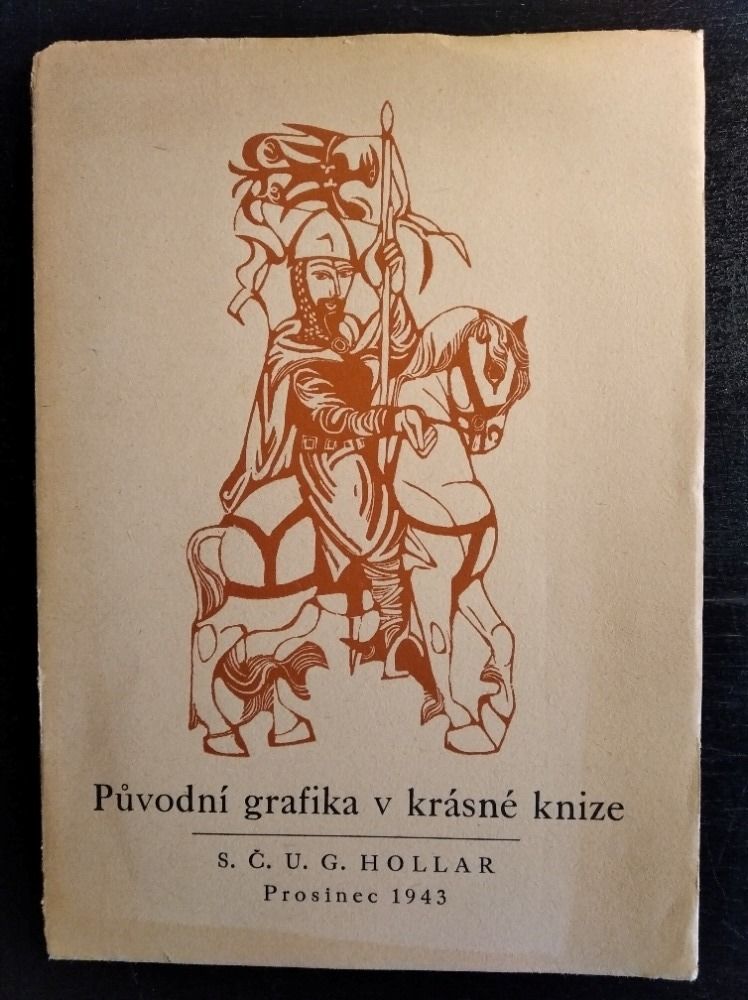 Původní grafika v krásné knize
S. Č. U. G. HOLLAR
Prosinec 1943